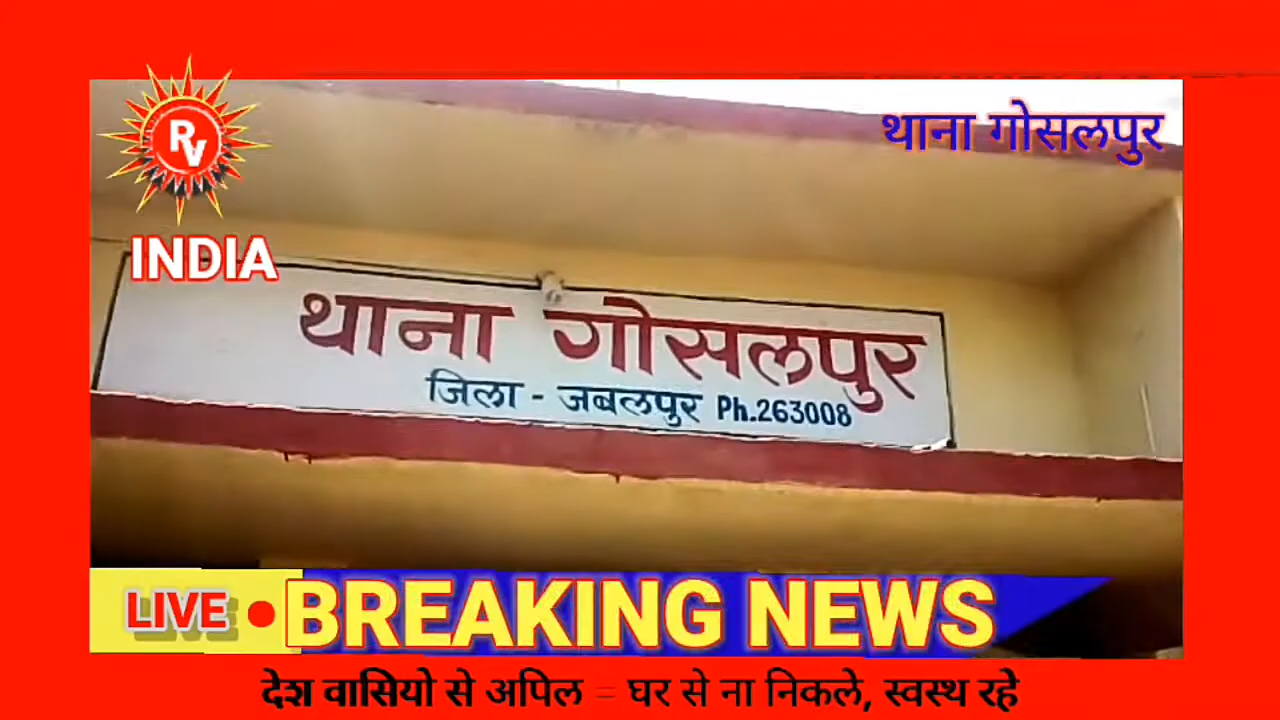 RV
INDIA
थाना गोसलपुर
थाना गोसलपुर
जिला - जबलपुर Ph.263008
LIVE BREAKING NEWS
देश वासियो से अपिल = घर से ना निकले, स्वस्थ रहे